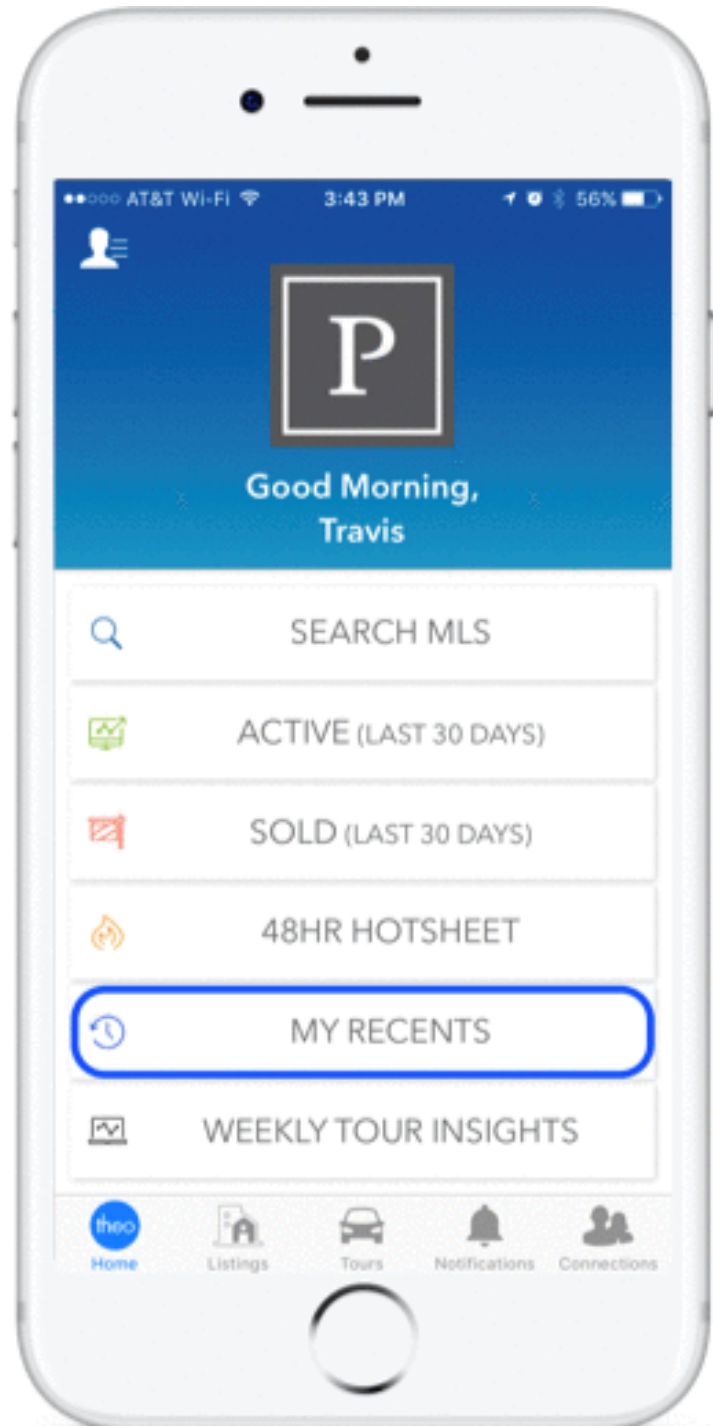 AT&T Wi-Fi 3:43 PM 56%
P
Good Morning,
Travis
SEARCH MLS
ACTIVE (LAST 30 DAYS)
SOLD (LAST 30 DAYS)
48HR HOTSHEET
MY RECENTS
WEEKLY TOUR INSIGHTS
theo
Home Listings Tours Notifications Connections